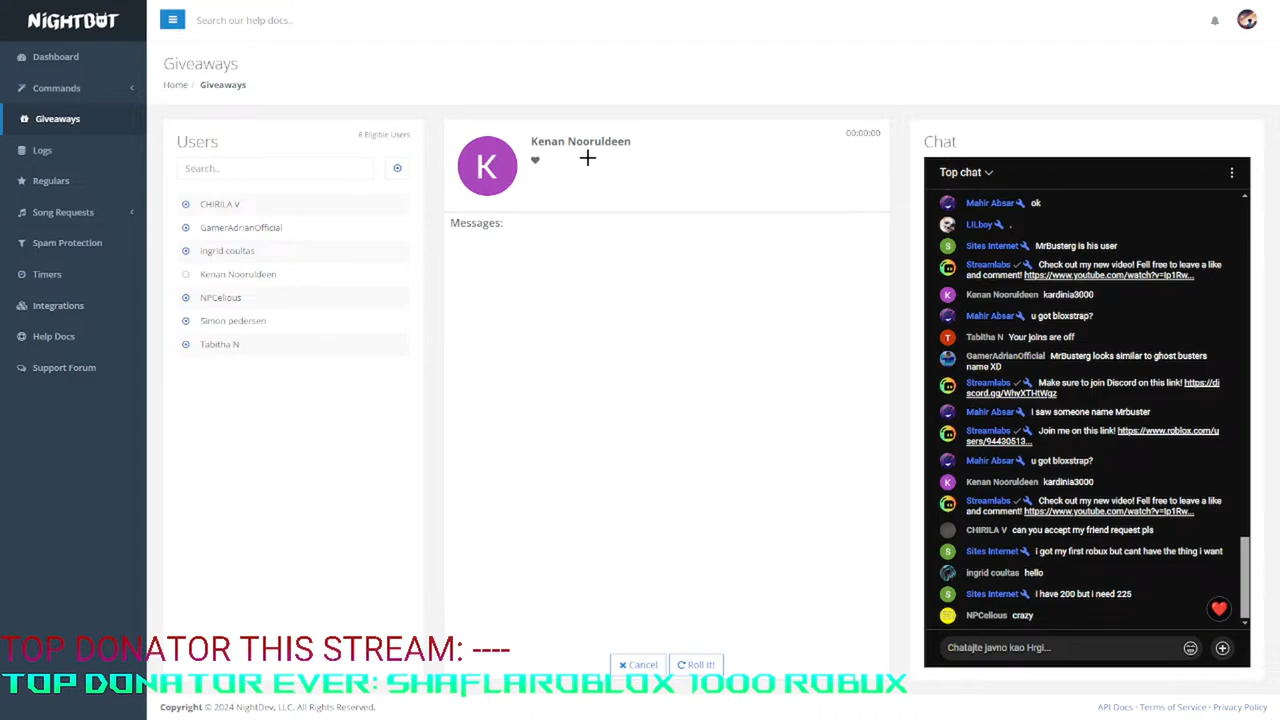 NiGHTBOT
Search our help docs..
Dashboard
Commands
Giveaways
Logs
Regulars
Song Requests
Spam Protection
Timers
Integrations
Help Docs
Support Forum
Giveaways
Home / Giveaways
Users
6 Eligible Users
Search..
CHIRILA V
GamerAdrianOfficial
ingrid coultas
Kenan Nooruldeen
NPCelious
Simon pedersen
Tabitha N
K
Kenan Nooruldeen
00:00:00
Messages:
Cancel
Roll It!
Chat
Top chat
Mahir Absar ok
LILboy .
S Sites Internet MrBusterg is his user
Streamlabs Check out my new video! Fell free to leave a like
and comment! https://www.youtube.com/watch?v=Ip1Rw...
K Kenan Nooruldeen kardinia3000
Mahir Absar u got bloxstrap?
T Tabitha N Your joins are off
GamerAdrianOfficial MrBusterg looks similar to ghost busters
name XD
Streamlabs Make sure to join Discord on this link! https://di
scord.gg/WhyXTHtWgz
Mahir Absar i saw someone name Mrbuster
Streamlabs Join me on this link! https://www.roblox.com/u
sers/94430513...
Mahir Absar u got bloxstrap?
K Kenan Nooruldeen kardinia3000
Streamlabs Check out my new video! Fell free to leave a like
and comment! https://www.youtube.com/watch?v=Ip1Rw...
CHIRILA V can you accept my friend request pls
S Sites Internet i got my first robux but cant have the thing i want
ingrid coultas hello
S Sites Internet I have 200 but i need 225
NPCelious crazy
Chatajte javno kao Hrgi...
TOP DONATOR THIS STREAM: ----
TOP DONATOR EVER: SHAFLAROBLOX 1000 ROBUX
Copyright © 2024 NightDev, LLC. All Rights Reserved.
API Docs - Terms of Service - Privacy Policy